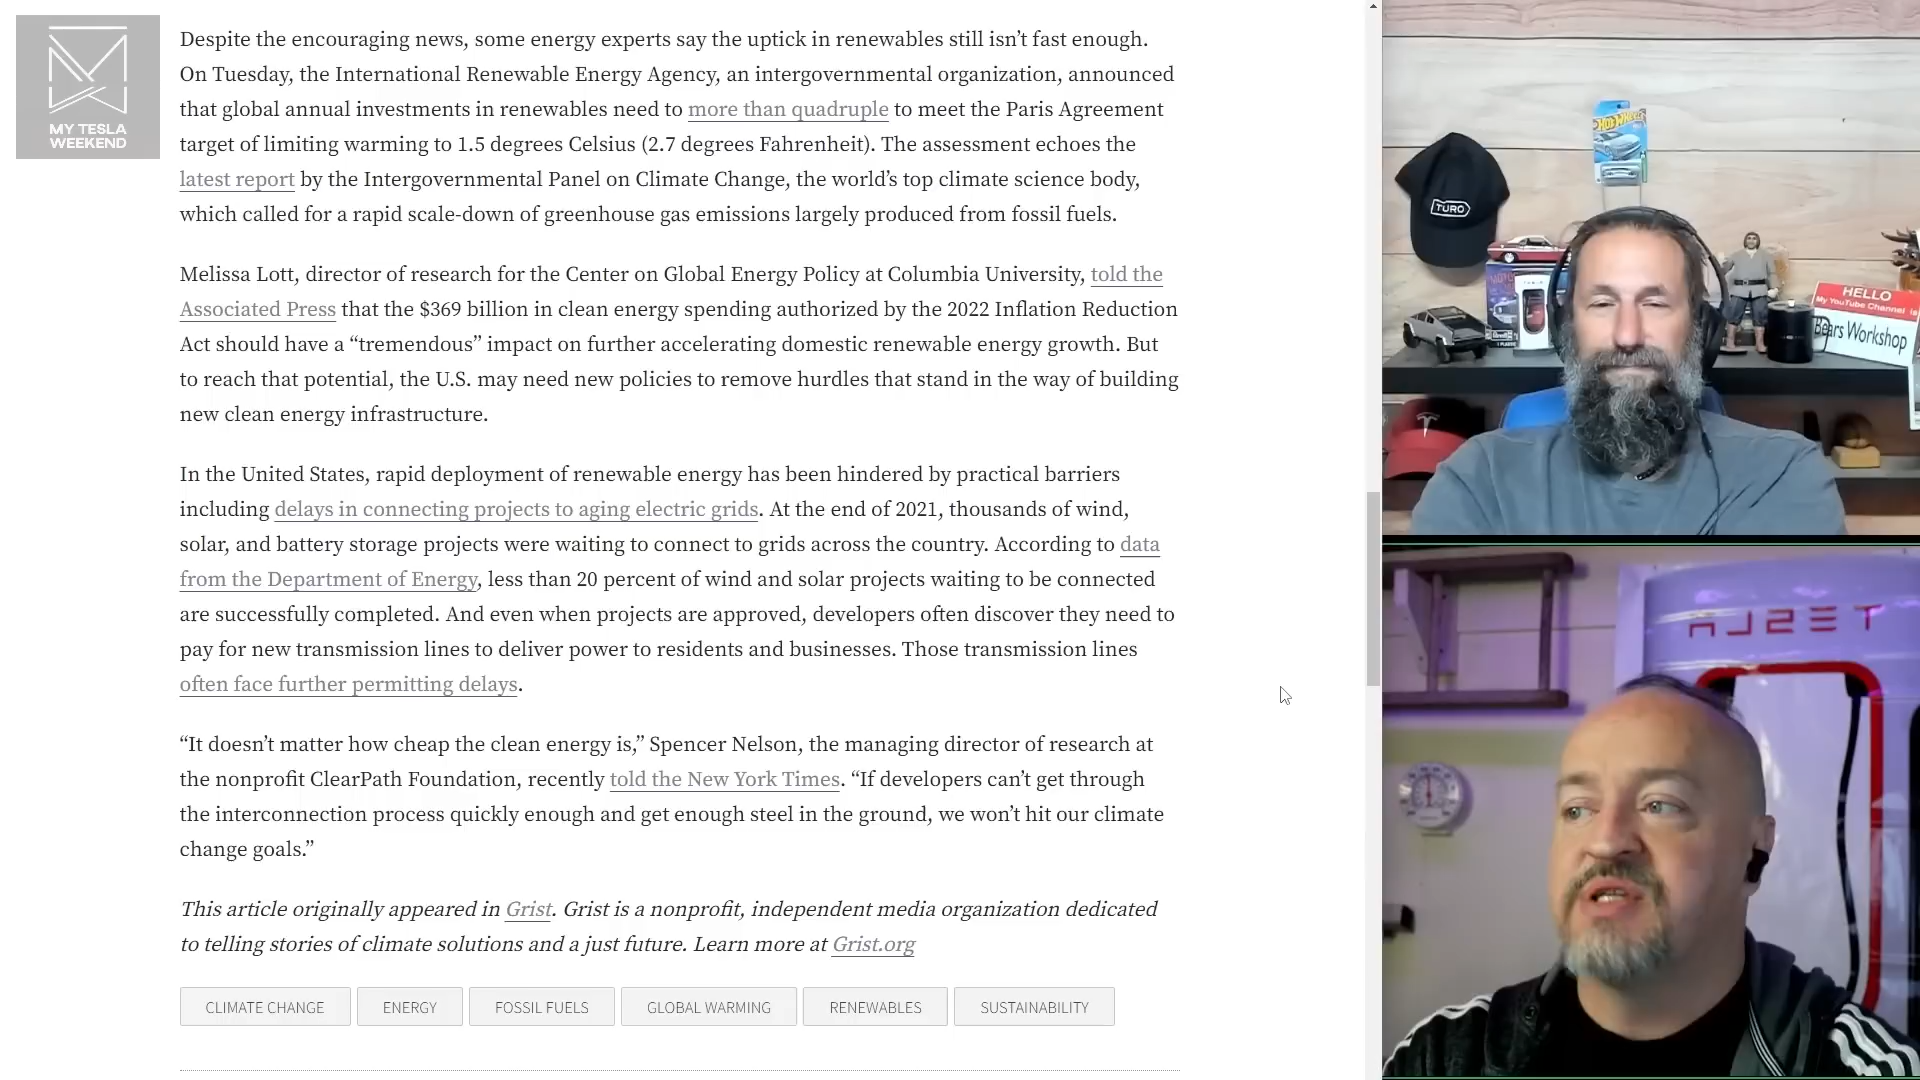 MY TESLA
WEEKEND
Despite the encouraging news, some energy experts say the uptick in renewables still isn’t fast enough.
On Tuesday, the International Renewable Energy Agency, an intergovernmental organization, announced
that global annual investments in renewables need to more than quadruple to meet the Paris Agreement
target of limiting warming to 1.5 degrees Celsius (2.7 degrees Fahrenheit). The assessment echoes the
latest report by the Intergovernmental Panel on Climate Change, the world’s top climate science body,
which called for a rapid scale-down of greenhouse gas emissions largely produced from fossil fuels.
Melissa Lott, director of research for the Center on Global Energy Policy at Columbia University, told the
Associated Press that the $369 billion in clean energy spending authorized by the 2022 Inflation Reduction
Act should have a “tremendous” impact on further accelerating domestic renewable energy growth. But
to reach that potential, the U.S. may need new policies to remove hurdles that stand in the way of building
new clean energy infrastructure.
In the United States, rapid deployment of renewable energy has been hindered by practical barriers
including delays in connecting projects to aging electric grids. At the end of 2021, thousands of wind,
solar, and battery storage projects were waiting to connect to grids across the country. According to data
from the Department of Energy, less than 20 percent of wind and solar projects waiting to be connected
are successfully completed. And even when projects are approved, developers often discover they need to
pay for new transmission lines to deliver power to residents and businesses. Those transmission lines
often face further permitting delays.
“It doesn’t matter how cheap the clean energy is,” Spencer Nelson, the managing director of research at
the nonprofit ClearPath Foundation, recently told the New York Times. “If developers can’t get through
the interconnection process quickly enough and get enough steel in the ground, we won’t hit our climate
change goals.”
This article originally appeared in Grist. Grist is a nonprofit, independent media organization dedicated
to telling stories of climate solutions and a just future. Learn more at Grist.org
CLIMATE CHANGE
ENERGY
FOSSIL FUELS
GLOBAL WARMING
RENEWABLES
SUSTAINABILITY
HOT WHEELS
TURO
HELLO
My YouTube Channel is
Bears Workshop
TESLA